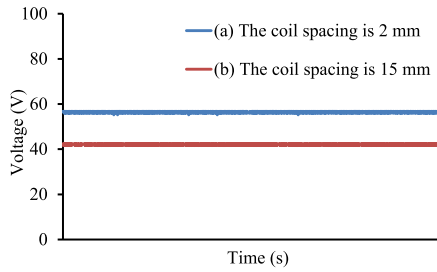 100
(a) The coil spacing is 2 mm
80
(b) The coil spacing is 15 mm
60
Voltage (V)
40
20
0
Time (s)